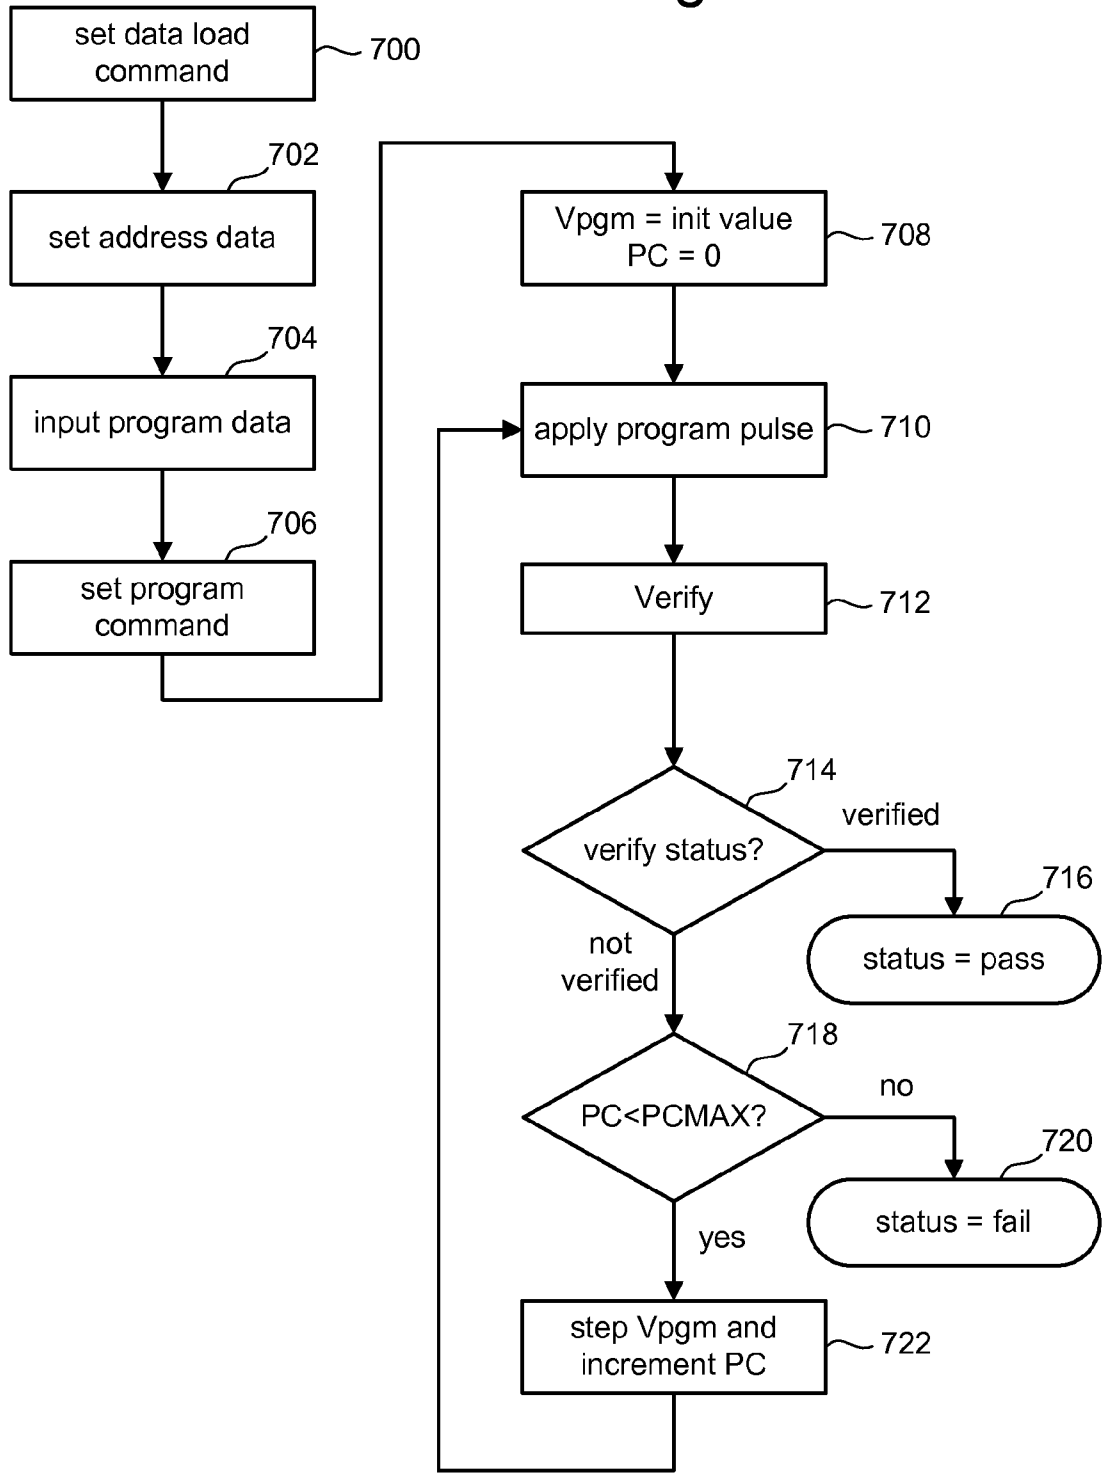 set data load
command
700
702
set address data
704
input program data
706
set program
command
Vpgm = init value
PC = 0
708
apply program pulse
710
Verify
712
714
verify status?
verified
716
status = pass
not
verified
718
PC<PCMAX?
no
720
status = fail
yes
step Vpgm and
increment PC
722